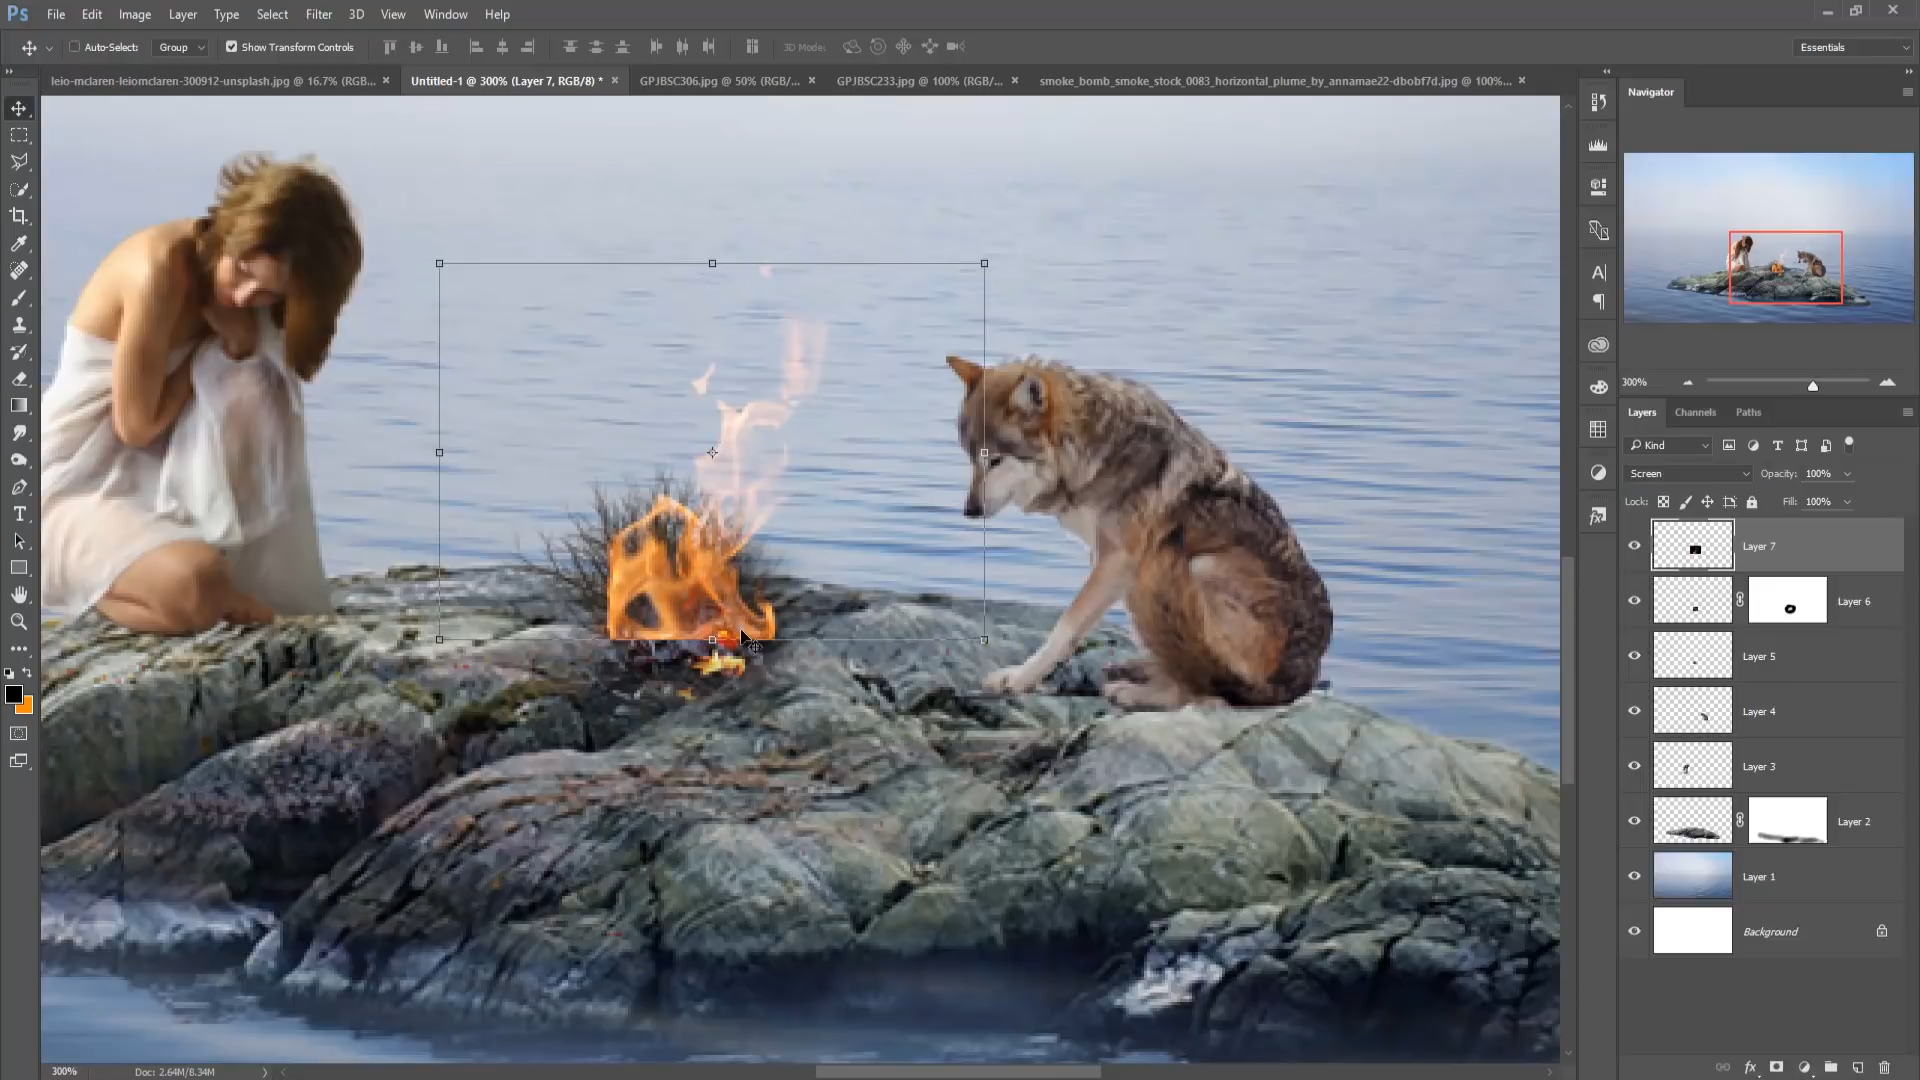 Ps File Edit Image Layer Type Select Filter 3D View Window Help
Auto-Select: Group Show Transform Controls 3D Mode: Essentials
leio-mclaren-leiomclaren-300912-unsplash.jpg @ 16.7% (RGB... × Untitled-1 @ 300% (Layer 7, RGB/8) * × GPJBSC306.jpg @ 50% (RGB/... × GPJBSC233.jpg @ 100% (RGB/... × smoke_bomb_smoke_stock_0083_horizontal_plume_by_annamae22-dbobf7d.jpg @ 100%... ×
Navigator
300%
Layers Channels Paths
Kind
Screen Opacity: 100%
Lock: Fill: 100%
Layer 7
Layer 6
Layer 5
Layer 4
Layer 3
Layer 2
Layer 1
Background
300% Doc: 2.64M/8.34M